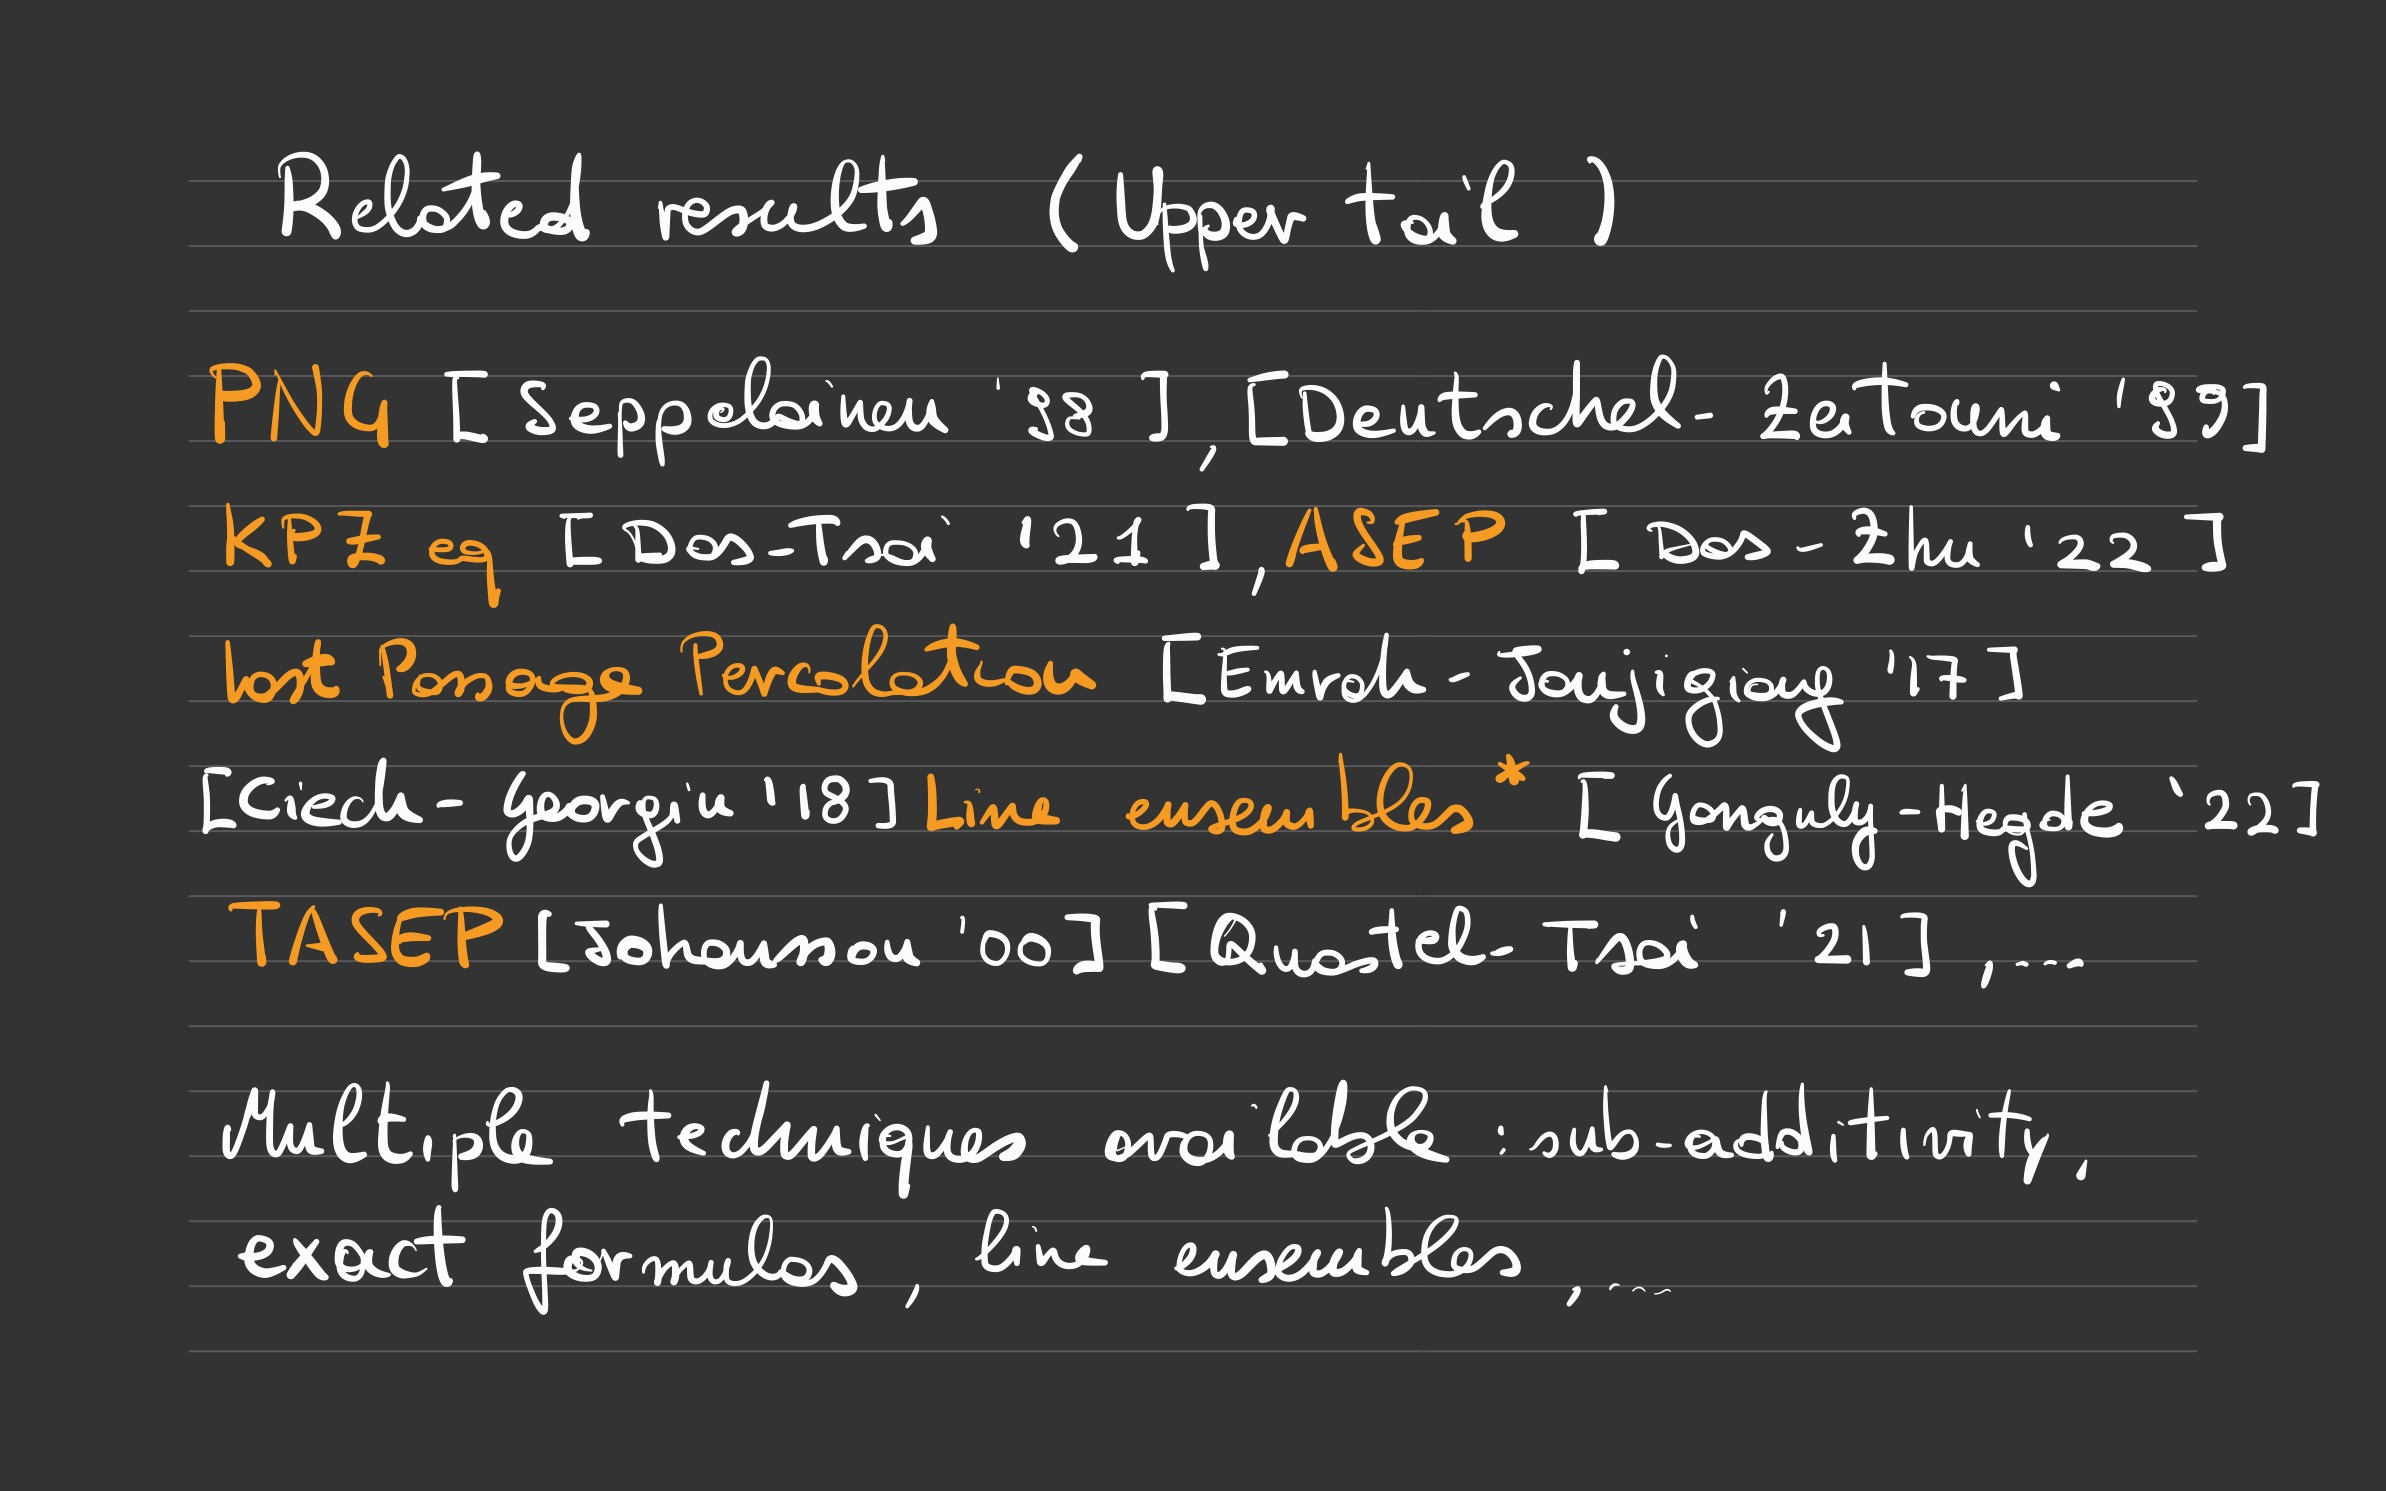 Related results (Upper tail)
PNG [Seppelainen '98], [Deutschel-Zeitouni '99]
KPZ eq [Das-Tsai '21], ASEP [Das-Zhu '22]
Last Passage Percolation [Emrah-Janjigian '17]
[Ciech-Georgiu '18] Line ensembles* [Ganguly-Hegde '22]
TASEP [Johansson '00] [Quastel-Tsai '21], ...
Multiple techniques available: sub-additivity,
exact formulas, line ensembles, ...